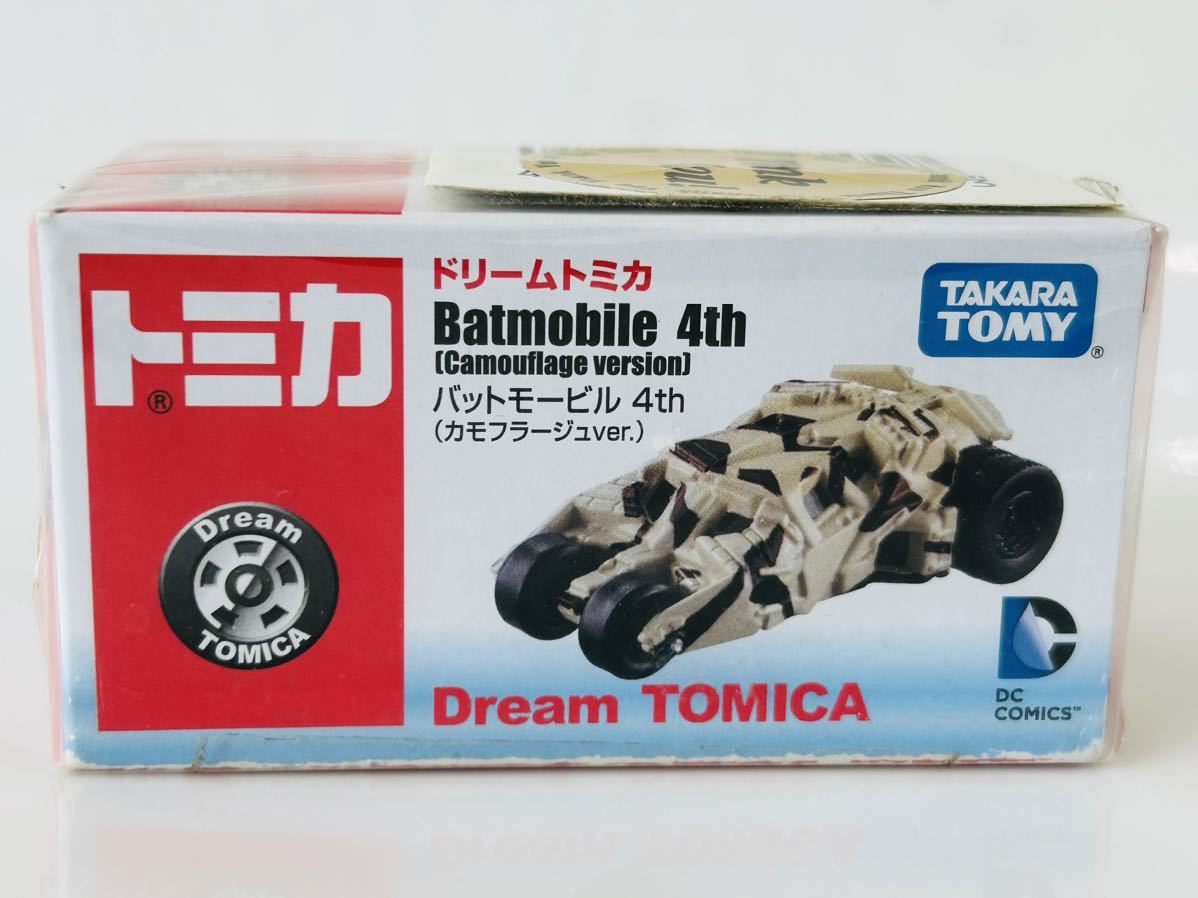 トミカ
®
Dream
TOMICA
ドリームトミカ
Batmobile 4th
(Camouflage version)
バットモービル 4th
(カモフラージュver.)
TAKARA
TOMY
®
DC
COMICS™
Dream TOMICA